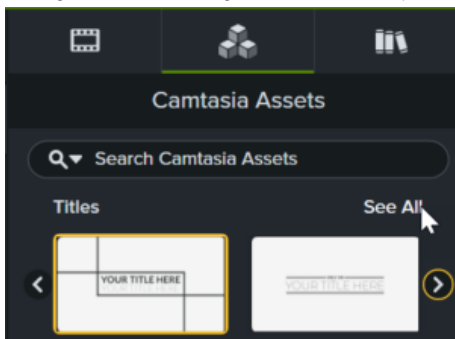 Camtasia Assets
Search Camtasia Assets
Titles See All
YOUR TITLE HERE YOUR TITLE HERE